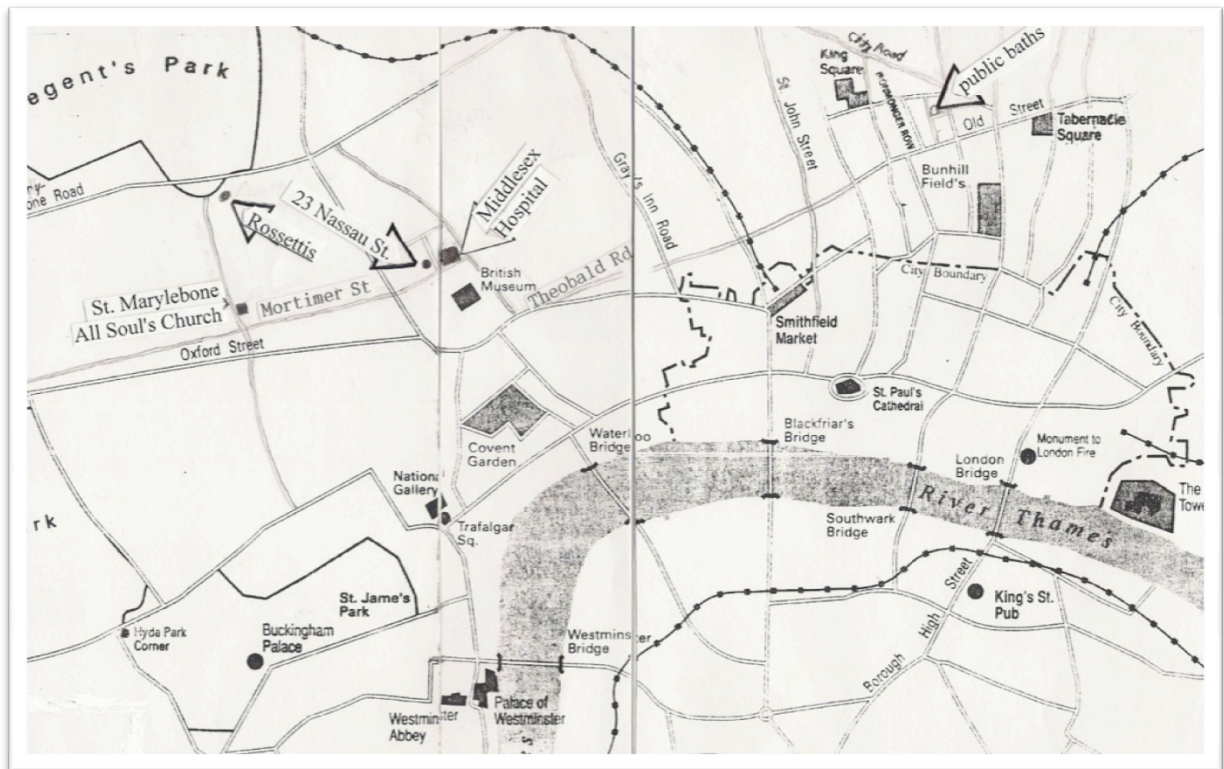 egent's Park
ry-
one Road
Rossettis
23 Nassau St.
Middlesex
Hospital
St. Marylebone
All Soul's Church
Mortimer St
Oxford Street
British
Museum
Theobald Rd
Gray's Inn Road
St John Street
King
Square
City Road
IRONMONGER ROW
public baths
Old Street
Tabernacle
Square
Bunhill
Field's
City Boundary
City Boundary
Smithfield
Market
St. Paul's
Cathedral
Covent
Garden
Waterloo
Bridge
Blackfriar's
Bridge
London
Bridge
Monument to
London Fire
The
Towe
National
Gallery
Trafalgar
Sq.
Southwark
Bridge
River Thames
rk
St. Jame's
Park
Hyde Park
Corner
Buckingham
Palace
Westminster
Bridge
Westminster
Abbey
Palace of
Westminster
King's St.
Pub
Borough High Street